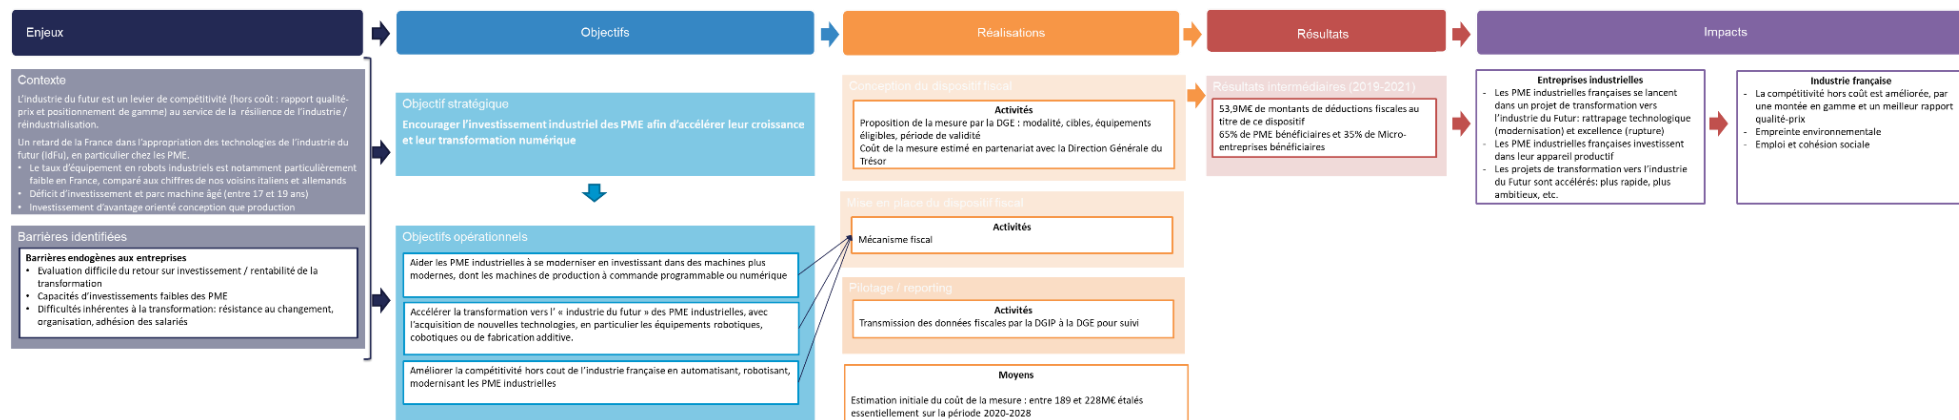 Enjeux
Objectifs
Réalisations
Résultats
Impacts
Contexte
L'industrie du futur est un levier de compétitivité (hors coût : rapport qualité-
prix et positionnement de gamme) au service de la résilience de l'industrie /
réindustrialisation.
Un retard de la France dans l'appropriation des technologies de l'industrie du
futur (IdFu), en particulier chez les PME.
• Le taux d'équipement en robots industriels est notamment particulièrement
faible en France, comparé aux chiffres de nos voisins italiens et allemands
• Déficit d'investissement et parc machine âgé (entre 17 et 19 ans)
• Investissement d'avantage orienté conception que production
Barrières identifiées
Barrières endogènes aux entreprises
• Evaluation difficile du retour sur investissement / rentabilité de la
transformation
• Capacités d'investissements faibles des PME
• Difficultés inhérentes à la transformation: résistance au changement,
organisation, adhésion des salariés
Objectif stratégique
Encourager l'investissement industriel des PME afin d'accélérer leur croissance
et leur transformation numérique
Objectifs opérationnels
Aider les PME industrielles à se moderniser en investissant dans des machines plus
modernes, dont les machines de production à commande programmable ou numérique
Accélérer la transformation vers l' « industrie du futur » des PME industrielles, avec
l'acquisition de nouvelles technologies, en particulier les équipements robotiques,
cobotiques ou de fabrication additive.
Améliorer la compétitivité hors cout de l'industrie française en automatisant, robotisant,
modernisant les PME industrielles
Conception du dispositif fiscal
Activités
Proposition de la mesure par la DGE : modalité, cibles, équipements
éligibles, période de validité
Coût de la mesure estimé en partenariat avec la Direction Générale du
Trésor
Mise en place du dispositif fiscal
Activités
Mécanisme fiscal
Pilotage / reporting
Activités
Transmission des données fiscales par la DGIP à la DGE pour suivi
Moyens
Estimation initiale du coût de la mesure : entre 189 et 228M€ étalés
essentiellement sur la période 2020-2028
Résultats intermédiaires (2019-2021)
53,9M€ de montants de déductions fiscales au
titre de ce dispositif
65% de PME bénéficiaires et 35% de Micro-
entreprises bénéficiaires
Entreprises industrielles
- Les PME industrielles françaises se lancent
dans un projet de transformation vers
l'industrie du Futur: rattrapage technologique
(modernisation) et excellence (rupture)
- Les PME industrielles françaises investissent
dans leur appareil productif
- Les projets de transformation vers l'industrie
du Futur sont accélérés: plus rapide, plus
ambitieux, etc.
Industrie française
- La compétitivité hors coût est améliorée, par
une montée en gamme et un meilleur rapport
qualité-prix
- Empreinte environnementale
- Emploi et cohésion sociale